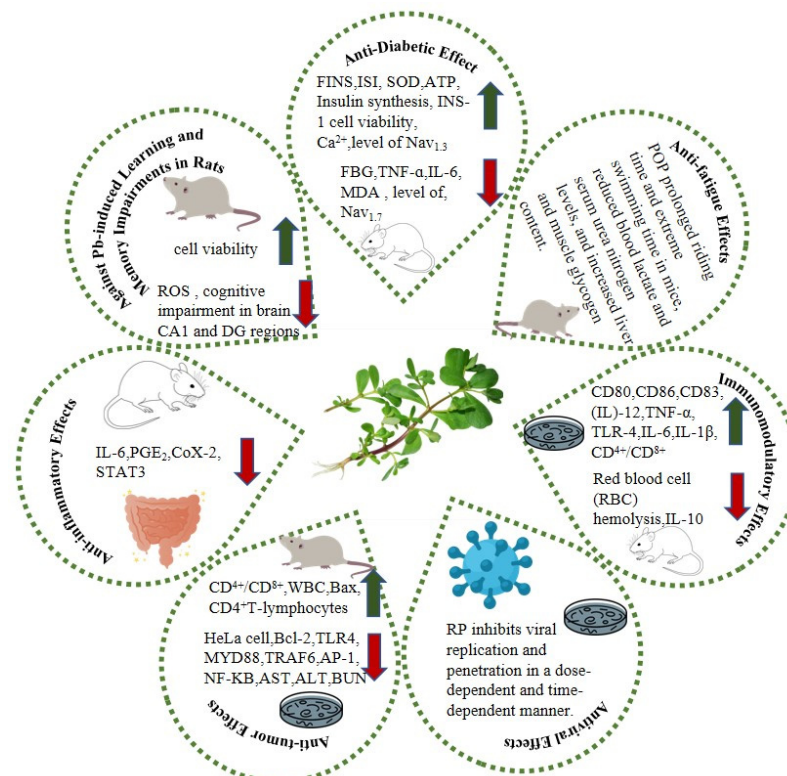 Anti-Diabetic Effect
FINS,ISI, SOD,ATP,
Insulin synthesis, INS-
1 cell viability,
Ca²⁺,level of Nav₁.₃
FBG,TNF-α,IL-6,
MDA , level of,
Nav₁.₇
Anti-fatigue Effects
POP prolonged riding
time and extreme
swimming time in mice,
reduced blood lactate and
serum urea nitrogen
levels, and increased liver
and muscle glycogen
content.
Immunomodulatory Effects
CD80,CD86,CD83,
(IL)-12,TNF-α,
TLR-4,IL-6,IL-1β,
CD⁴⁺/CD⁸⁺
Red blood cell
(RBC)
hemolysis,IL-10
RP inhibits viral
replication and
penetration in a dose-
dependent and time-
dependent manner.
Antiviral Effects
CD⁴⁺/CD⁸⁺,WBC,Bax,
CD4⁺T-lymphocytes
HeLa cell,Bcl-2,TLR4,
MYD88,TRAF6,AP-1,
NF-KB,AST,ALT,BUN
Anti-tumor Effects
Anti-inflammatory Effects
IL-6,PGE₂,CoX-2,
STAT3
Against Pb-induced Learning and
Memory Impairments in Rats
cell viability
ROS , cognitive
impairment in brain
CA1 and DG regions